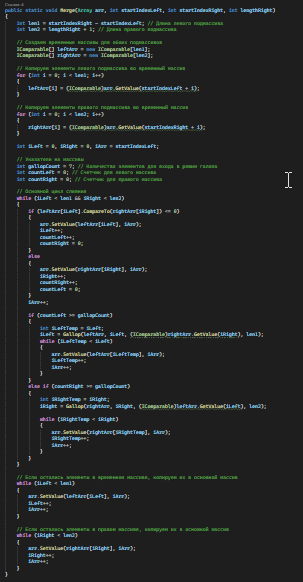 public static void Merge(Array arr, int startIndexLeft, int startIndexRight, int lengthRight)
{
int len1 = startIndexRight - startIndexLeft; // Длина левого подмассива
int len2 = lengthRight + 1; // Длина правого подмассива
// Создаем временные массивы для обоих подмассивов
IComparable[] leftArr = new IComparable[len1];
IComparable[] rightArr = new IComparable[len2];
// Копируем элементы левого подмассива во временный массив
for (int i = 0; i < len1; i++)
{
leftArr[i] = (IComparable)arr.GetValue(startIndexLeft + i);
}
// Копируем элементы правого подмассива во временный массив
for (int i = 0; i < len2; i++)
{
rightArr[i] = (IComparable)arr.GetValue(startIndexRight + i);
}
int iLeft = 0, iRight = 0, iArr = startIndexLeft;
// Указатели на массивы
int gallopCount = 7; // Количество элементов для входа в режим галопа
int countLeft = 0; // Счетчик для левого массива
int countRight = 0; // Счетчик для правого массива
// Основной цикл слияния
while (iLeft < len1 && iRight < len2)
{
if (leftArr[iLeft].CompareTo(rightArr[iRight]) <= 0)
{
arr.SetValue(leftArr[iLeft], iArr);
iLeft++;
countLeft++;
countRight = 0;
}
else
{
arr.SetValue(rightArr[iRight], iArr);
iRight++;
countRight++;
countLeft = 0;
}
iArr++;
if (countLeft >= gallopCount)
{
int iLeftTemp = iLeft;
iLeft = Gallop(leftArr, iLeft, (IComparable)rightArr.GetValue(iRight), len1);
while (iLeftTemp < iLeft)
{
arr.SetValue(leftArr[iLeftTemp], iArr);
iLeftTemp++;
iArr++;
}
}
else if (countRight >= gallopCount)
{
int iRightTemp = iRight;
iRight = Gallop(rightArr, iRight, (IComparable)leftArr.GetValue(iLeft), len2);
while (iRightTemp < iRight)
{
arr.SetValue(rightArr[iRightTemp], iArr);
iRightTemp++;
iArr++;
}
}
}
// Если остались элементы в временном массиве, копируем их в основной массив
while (iLeft < len1)
{
arr.SetValue(leftArr[iLeft], iArr);
iLeft++;
iArr++;
}
// Если остались элементы в правом массиве, копируем их в основной массив
while (iRight < len2)
{
arr.SetValue(rightArr[iRight], iArr);
iRight++;
iArr++;
}
}